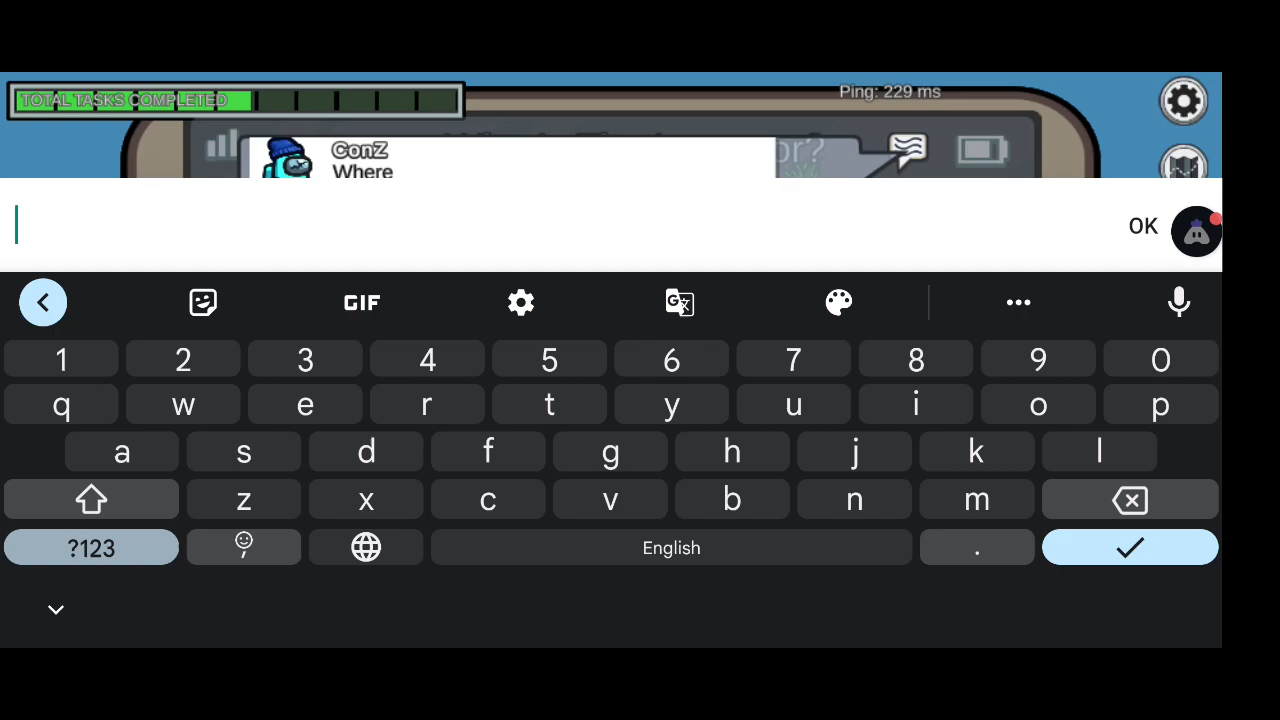 TOTAL TASKS COMPLETED
Ping: 229 ms
ConZ
or?
Where
OK
GIF
1 2 3 4 5 6 7 8 9 0
q w e r t y u i o p
a s d f g h j k l
z x c v b n m
?123 English .